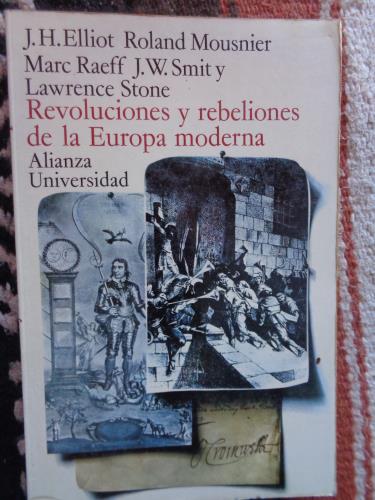 J.H.Elliot Roland Mousnier
Marc Raeff J.W.Smit y
Lawrence Stone
Revoluciones y rebeliones
de la Europa moderna
Alianza
Universidad